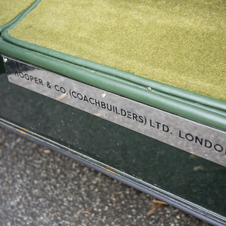 HOOPER & CO (COACHBUILDERS) LTD. LONDON